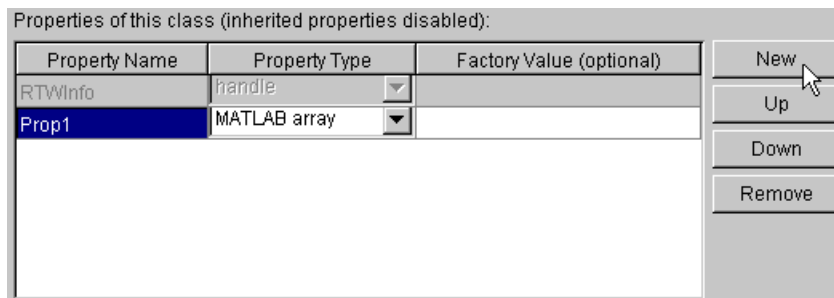 Properties of this class (inherited properties disabled):
Property Name Property Type Factory Value (optional) New
RTWInfo handle
Up
Prop1 MATLAB array
Down
Remove